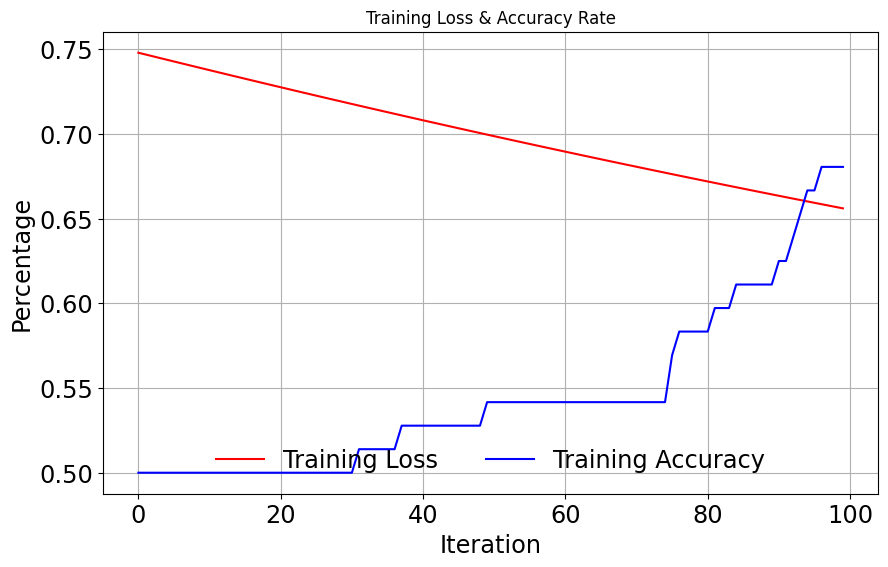 Training Loss & Accuracy Rate
0.75
0.70
0.65
0.60
0.55
0.50
Percentage
Training Loss Training Accuracy
0 20 40 60 80 100
Iteration